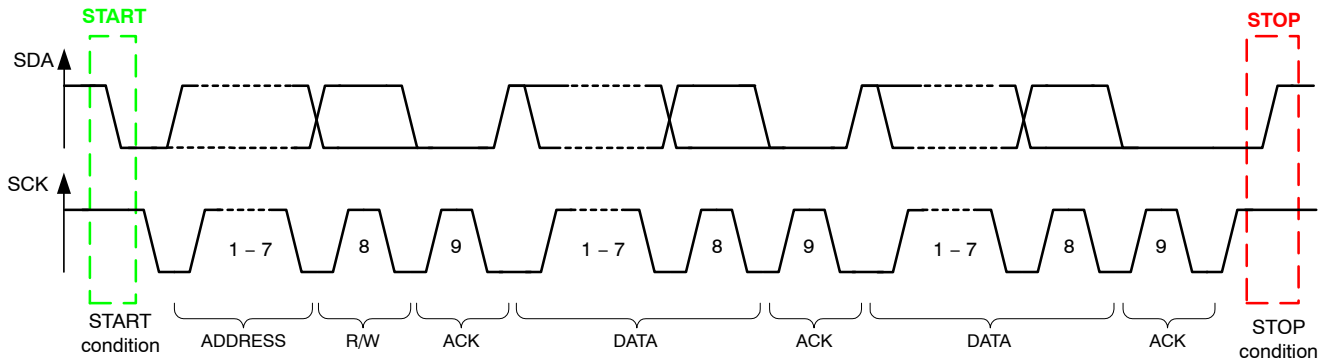 START
STOP
SDA
SCK
1 – 7
8
9
1 – 7
8
9
1 – 7
8
9
START
condition
ADDRESS
R/W
ACK
DATA
ACK
DATA
ACK
STOP
condition